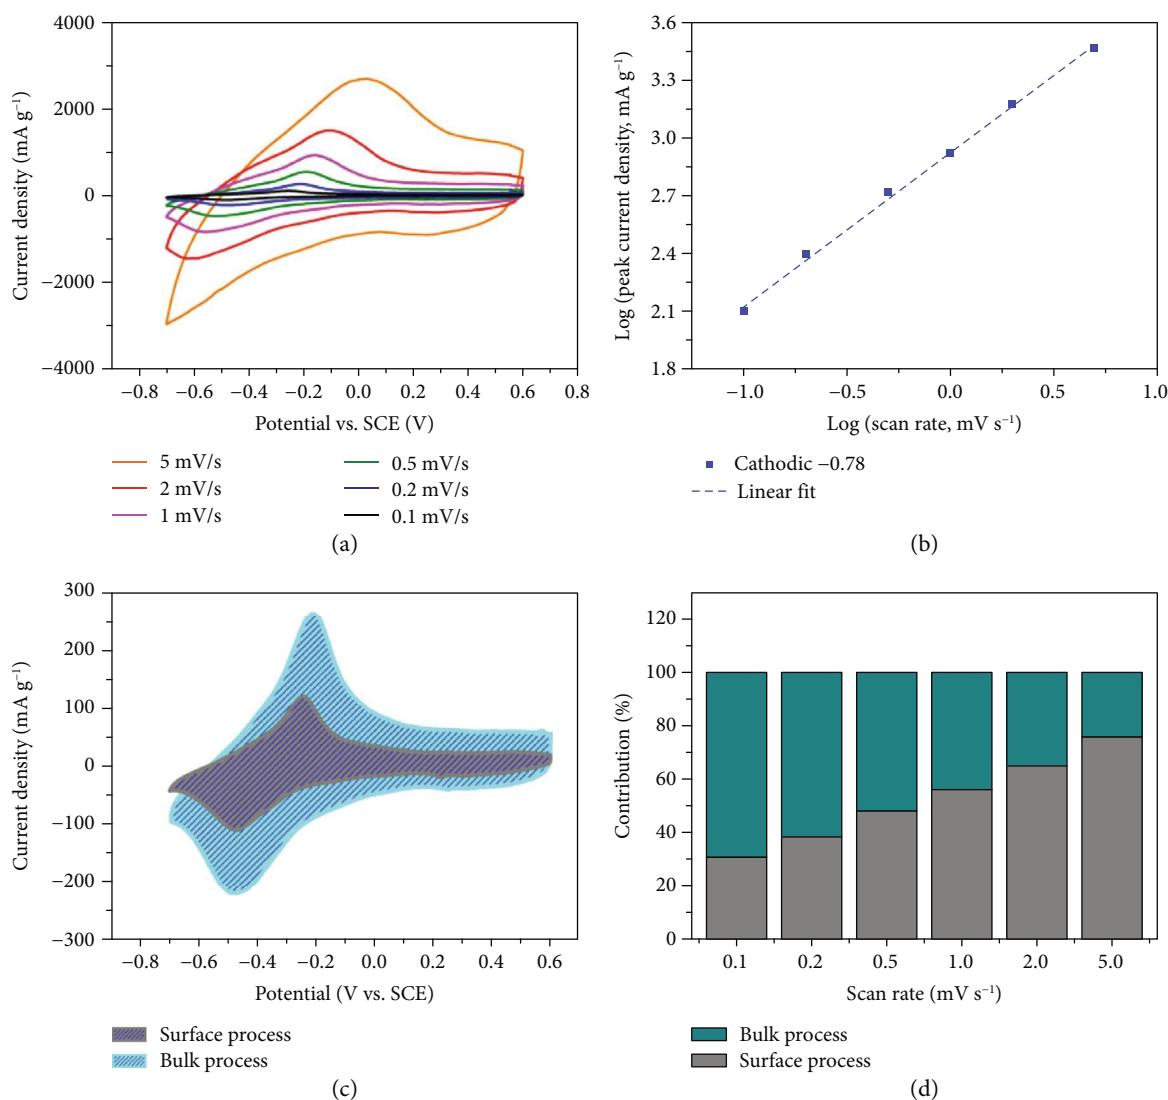 4000
2000
0
−2000
−4000
Current density (mA g⁻¹)
−0.8 −0.6 −0.4 −0.2 0.0 0.2 0.4 0.6 0.8
Potential vs. SCE (V)
5 mV/s
2 mV/s
1 mV/s
0.5 mV/s
0.2 mV/s
0.1 mV/s
(a)
3.6
3.3
3.0
2.7
2.4
2.1
1.8
Log (peak current density, mA g⁻¹)
−1.0 −0.5 0.0 0.5 1.0
Log (scan rate, mV s⁻¹)
Cathodic −0.78
Linear fit
(b)
300
200
100
0
−100
−200
−300
Current density (mA g⁻¹)
−0.8 −0.6 −0.4 −0.2 0.0 0.2 0.4 0.6
Potential (V vs. SCE)
Surface process
Bulk process
(c)
120
100
80
60
40
20
0
Contribution (%)
0.1 0.2 0.5 1.0 2.0 5.0
Scan rate (mV s⁻¹)
Bulk process
Surface process
(d)